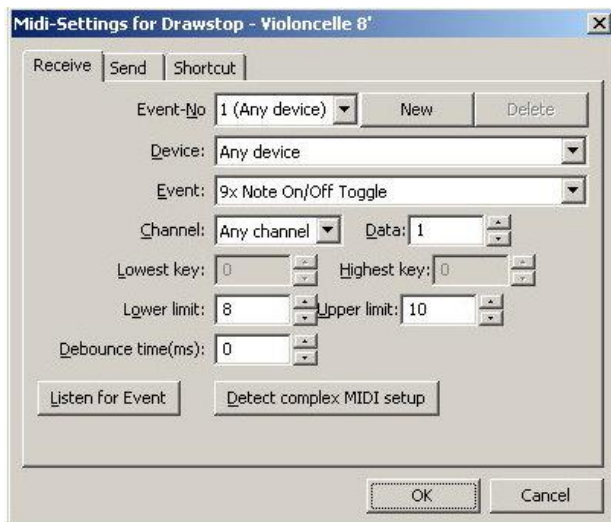 Midi-Settings for Drawstop - Violoncelle 8'
Receive Send Shortcut
Event-No 1 (Any device) New Delete
Device: Any device
Event: 9x Note On/Off Toggle
Channel: Any channel Data: 1
Lowest key: 0 Highest key: 0
Lower limit: 8 Upper limit: 10
Debounce time(ms): 0
Listen for Event Detect complex MIDI setup
OK Cancel